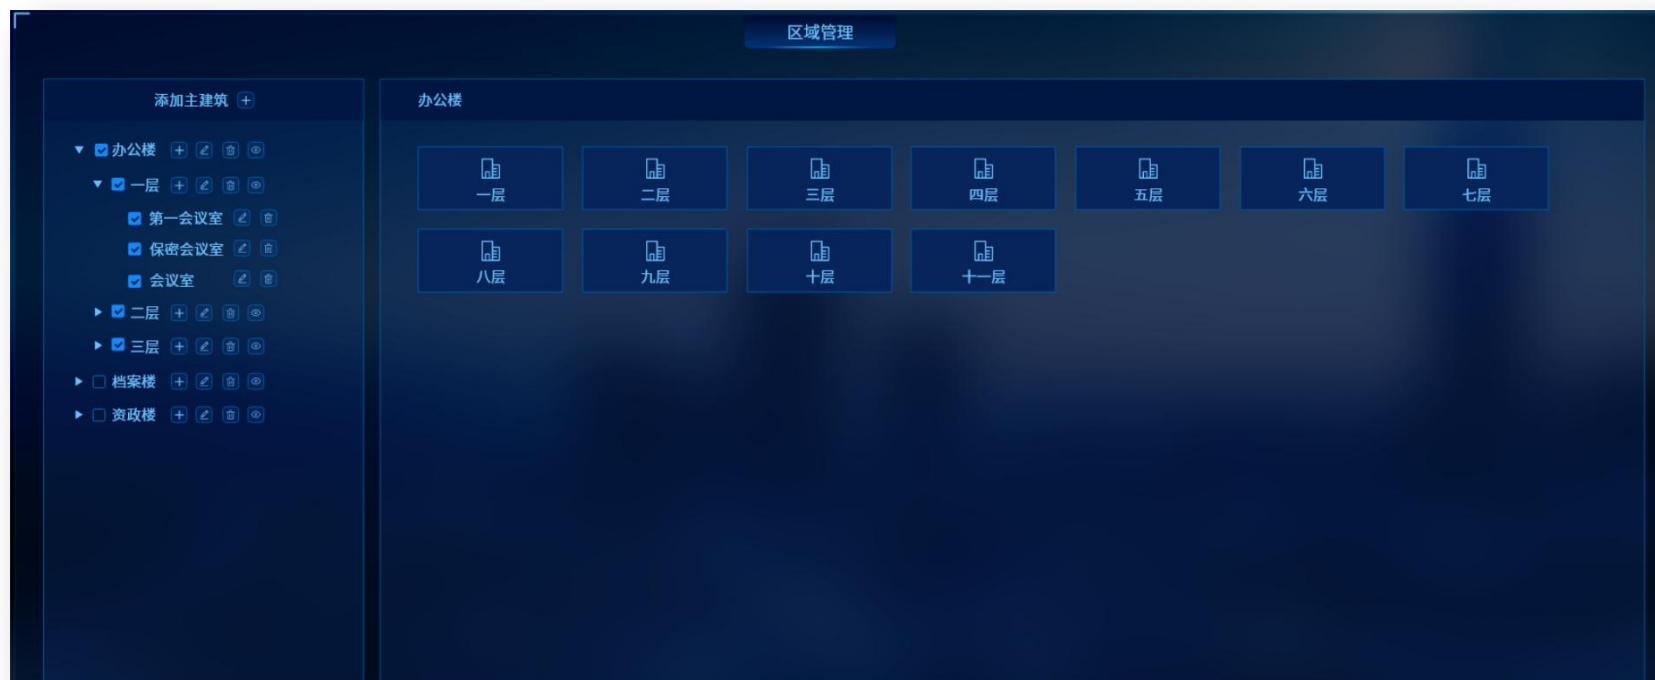 区域管理
添加主建筑
办公楼
一层
第一会议室
保密会议室
会议室
二层
三层
档案楼
资政楼
办公楼
一层 二层 三层 四层 五层 六层 七层
八层 九层 十层 十一层